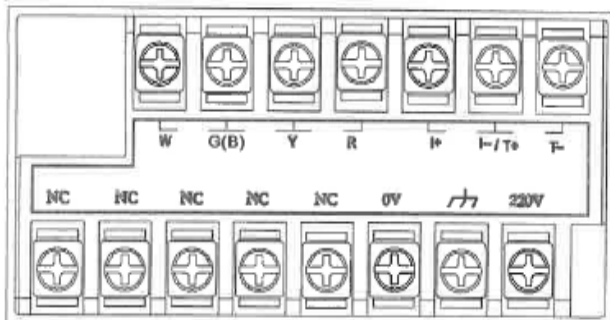 W G(B) Y R I+ I-/T+ T-
NC NC NC NC NC 0V 220V